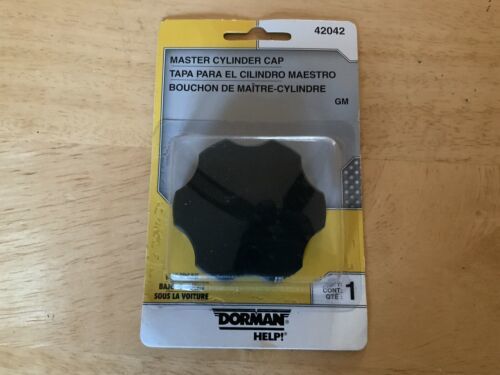 42042
MASTER CYLINDER CAP
TAPA PARA EL CILINDRO MAESTRO
BOUCHON DE MAÎTRE-CYLINDRE
GM
SOUS LA VOITURE
CONT.
QTÉ
1
DORMAN®
HELP!®